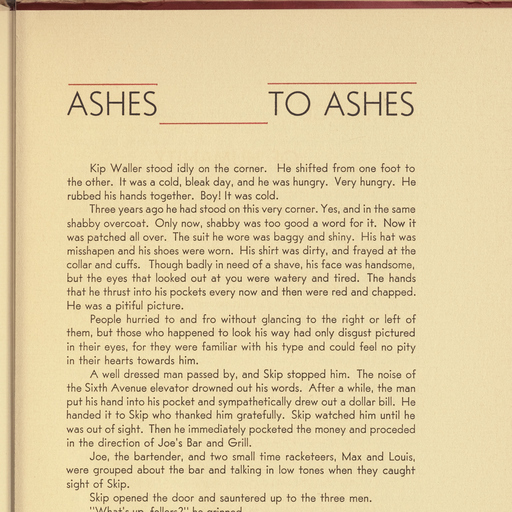 ASHES TO ASHES
Kip Waller stood idly on the corner. He shifted from one foot to
the other. It was a cold, bleak day, and he was hungry. Very hungry. He
rubbed his hands together. Boy! It was cold.
Three years ago he had stood on this very corner. Yes, and in the same
shabby overcoat. Only now, shabby was too good a word for it. Now it
was patched all over. The suit he wore was baggy and shiny. His hat was
misshapen and his shoes were worn. His shirt was dirty, and frayed at the
collar and cuffs. Though badly in need of a shave, his face was handsome,
but the eyes that looked out at you were watery and tired. The hands
that he thrust into his pockets every now and then were red and chapped.
He was a pitiful picture.
People hurried to and fro without glancing to the right or left of
them, but those who happened to look his way had only disgust pictured
in their eyes, for they were familiar with his type and could feel no pity
in their hearts towards him.
A well dressed man passed by, and Skip stopped him. The noise of
the Sixth Avenue elevator drowned out his words. After a while, the man
put his hand into his pocket and sympathetically drew out a dollar bill. He
handed it to Skip who thanked him gratefully. Skip watched him until he
was out of sight. Then he immediately pocketed the money and proceded
in the direction of Joe's Bar and Grill.
Joe, the bartender, and two small time racketeers, Max and Louis,
were grouped about the bar and talking in low tones when they caught
sight of Skip.
Skip opened the door and sauntered up to the three men.
"What's up, fellers?" he grinned.